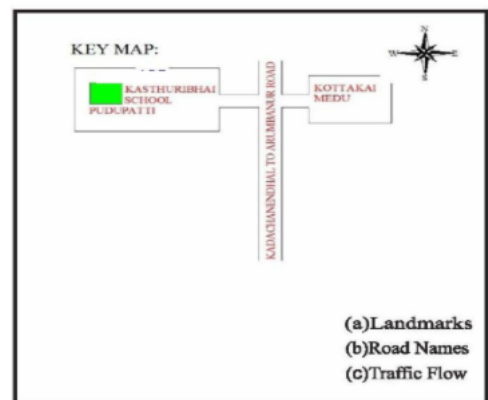 N
KEY MAP:
W E
S
KASTHURIBHAI
SCHOOL
PUDUPATTI
KOTTAKAI
MEDU
KADACHANENDHAL TO ARUMBANUR ROAD
(a)Landmarks
(b)Road Names
(c)Traffic Flow